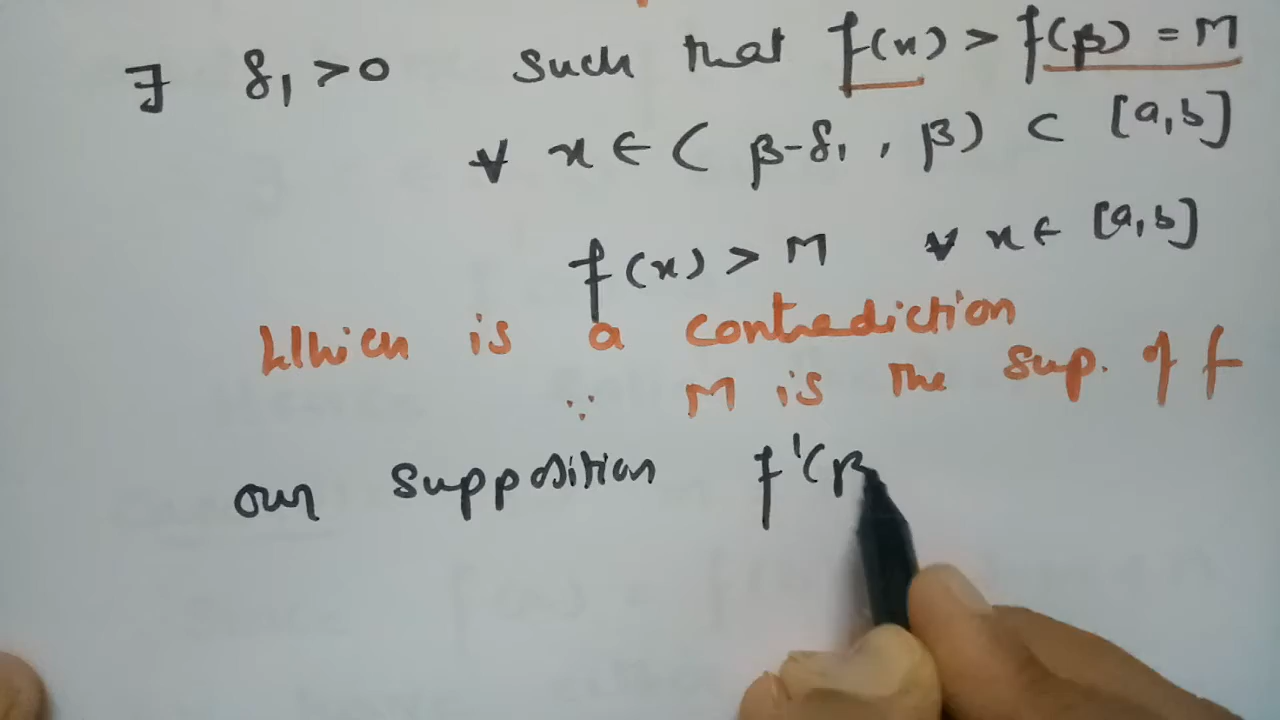 ∃ δ₁ > 0 such that f(x) > f(β) = M
∀ x ∈ ( β-δ₁ , β) ⊂ [a,b]
f(x) > M ∀ x ∈ [a,b]
Which is a contradiction
∵ M is the sup. of f
our supposition f'(β